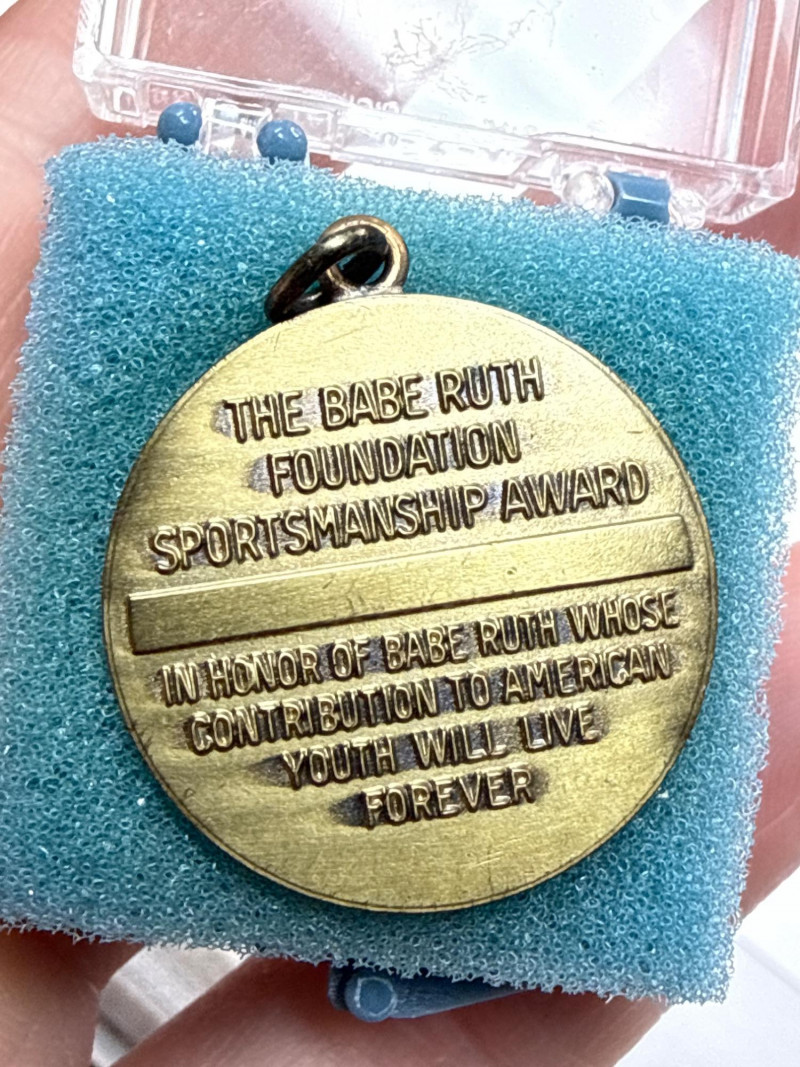 THE BABE RUTH
FOUNDATION
SPORTSMANSHIP AWARD
IN HONOR OF BABE RUTH WHOSE
CONTRIBUTION TO AMERICAN
YOUTH WILL LIVE
FOREVER